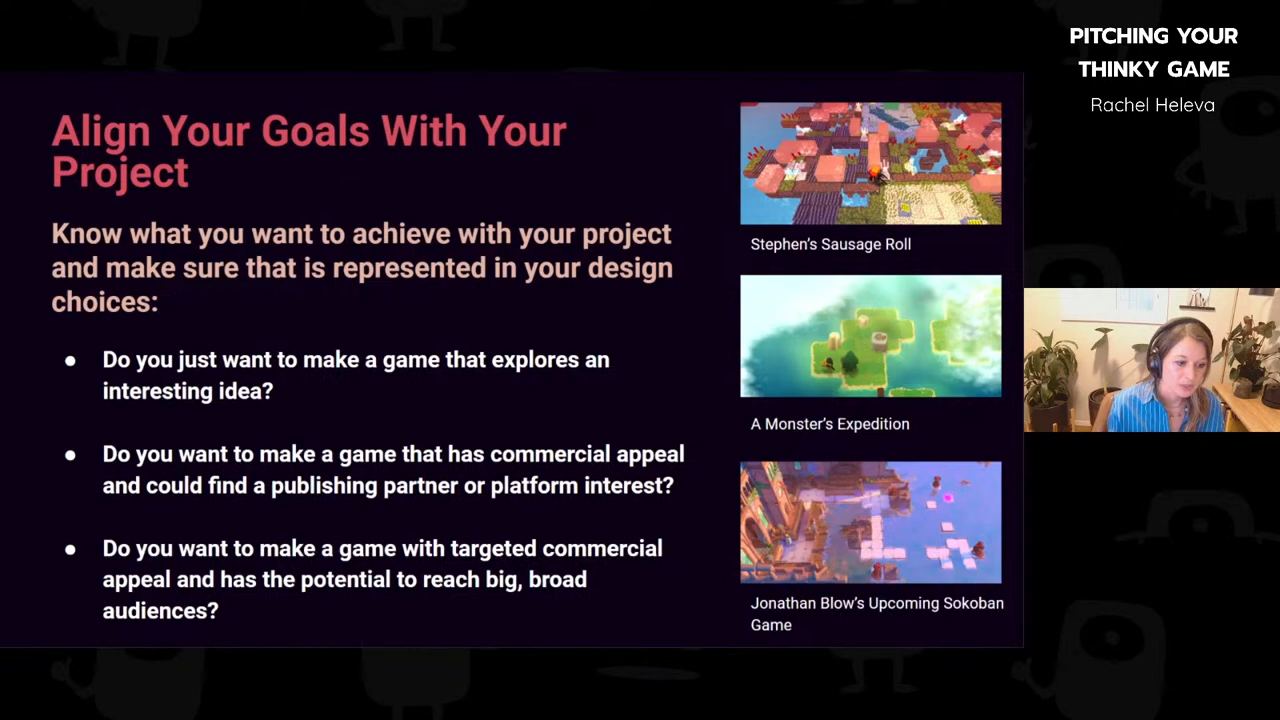 PITCHING YOUR
THINKY GAME
Rachel Heleva
Align Your Goals With Your
Project
Know what you want to achieve with your project
and make sure that is represented in your design
choices:
● Do you just want to make a game that explores an
interesting idea?
● Do you want to make a game that has commercial appeal
and could find a publishing partner or platform interest?
● Do you want to make a game with targeted commercial
appeal and has the potential to reach big, broad
audiences?
Stephen's Sausage Roll
A Monster's Expedition
Jonathan Blow's Upcoming Sokoban
Game